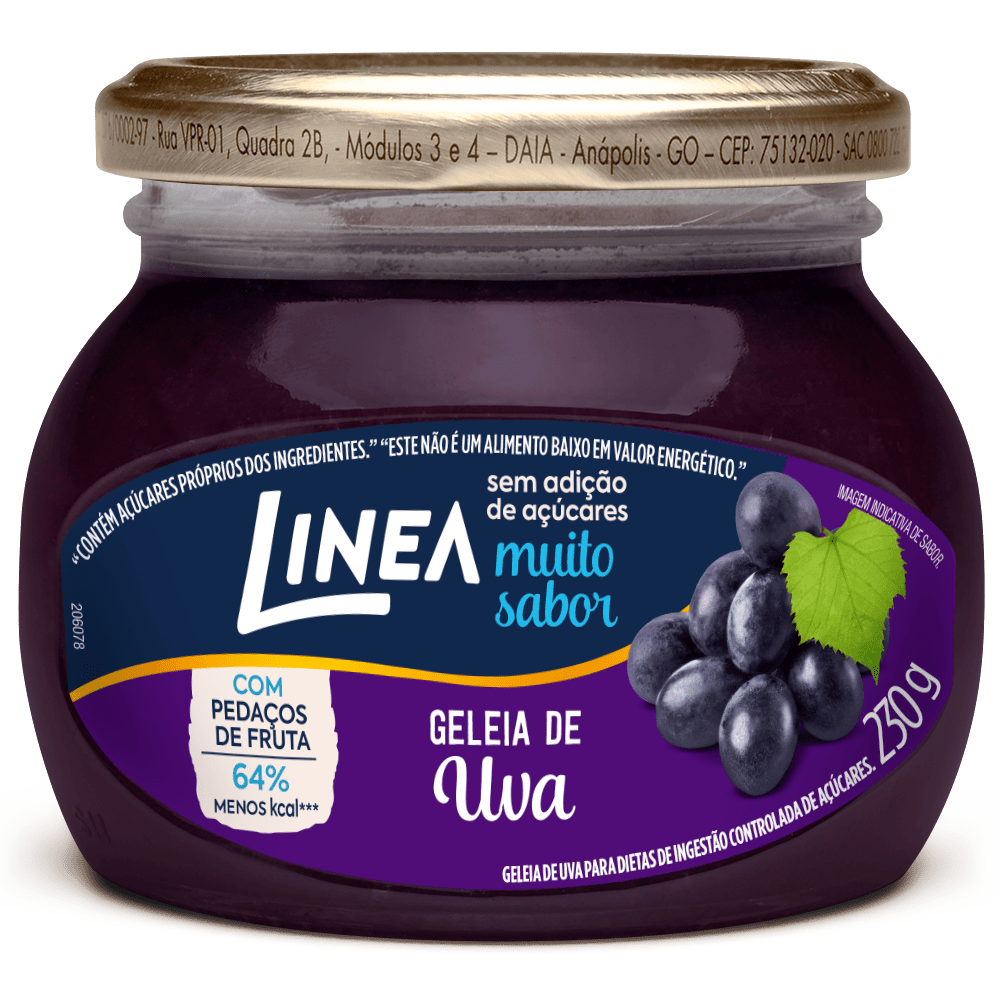 /0002-97 - Rua VPR-01, Quadra 2B, - Módulos 3 e 4 – DAIA - Anápolis - GO – CEP: 75132-020 - SAC 0800
“CONTÉM AÇÚCARES PRÓPRIOS DOS INGREDIENTES.” “ESTE NÃO É UM ALIMENTO BAIXO EM VALOR ENERGÉTICO.”
LINEA
sem adição
de açúcares
muito
sabor
IMAGEM INDICATIVA DE SABOR.
206078
COM
PEDAÇOS
DE FRUTA
64%
MENOS kcal***
GELEIA DE
Uva
230 g
GELEIA DE UVA PARA DIETAS DE INGESTÃO CONTROLADA DE AÇÚCARES.